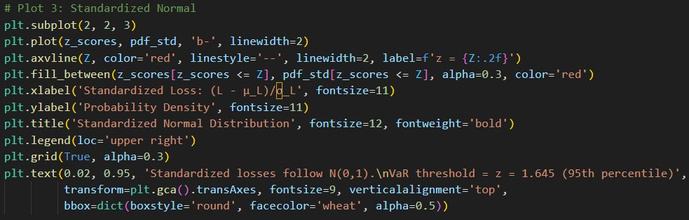 # Plot 3: Standardized Normal
plt.subplot(2, 2, 3)
plt.plot(z_scores, pdf_std, 'b-', linewidth=2)
plt.axvline(Z, color='red', linestyle='--', linewidth=2, label=f'z = {Z:.2f}')
plt.fill_between(z_scores[z_scores <= Z], pdf_std[z_scores <= Z], alpha=0.3, color='red')
plt.xlabel('Standardized Loss: (L - μ_L)/σ_L', fontsize=11)
plt.ylabel('Probability Density', fontsize=11)
plt.title('Standardized Normal Distribution', fontsize=12, fontweight='bold')
plt.legend(loc='upper right')
plt.grid(True, alpha=0.3)
plt.text(0.02, 0.95, 'Standardized losses follow N(0,1).\nVaR threshold = z = 1.645 (95th percentile)',
transform=plt.gca().transAxes, fontsize=9, verticalalignment='top',
bbox=dict(boxstyle='round', facecolor='wheat', alpha=0.5))